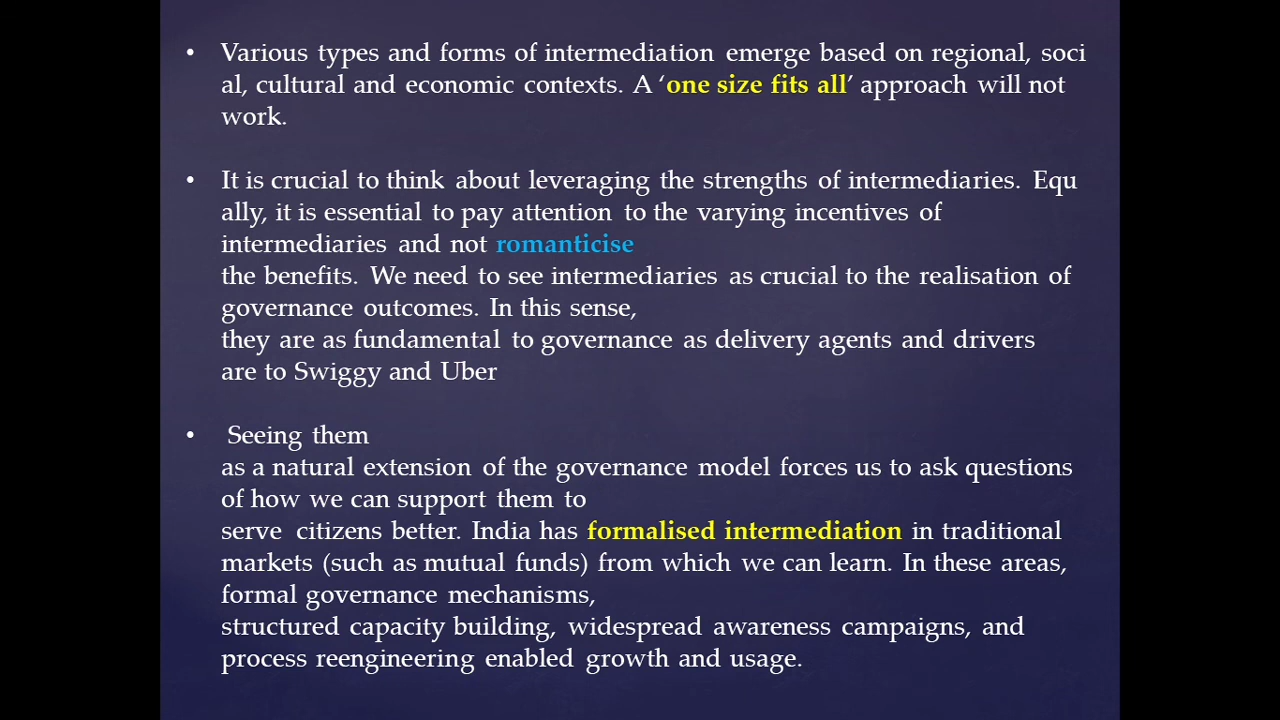 • Various types and forms of intermediation emerge based on regional, soci
al, cultural and economic contexts. A ‘one size fits all’ approach will not
work.
• It is crucial to think about leveraging the strengths of intermediaries. Equ
ally, it is essential to pay attention to the varying incentives of
intermediaries and not romanticise
the benefits. We need to see intermediaries as crucial to the realisation of
governance outcomes. In this sense,
they are as fundamental to governance as delivery agents and drivers
are to Swiggy and Uber
• Seeing them
as a natural extension of the governance model forces us to ask questions
of how we can support them to
serve citizens better. India has formalised intermediation in traditional
markets (such as mutual funds) from which we can learn. In these areas,
formal governance mechanisms,
structured capacity building, widespread awareness campaigns, and
process reengineering enabled growth and usage.